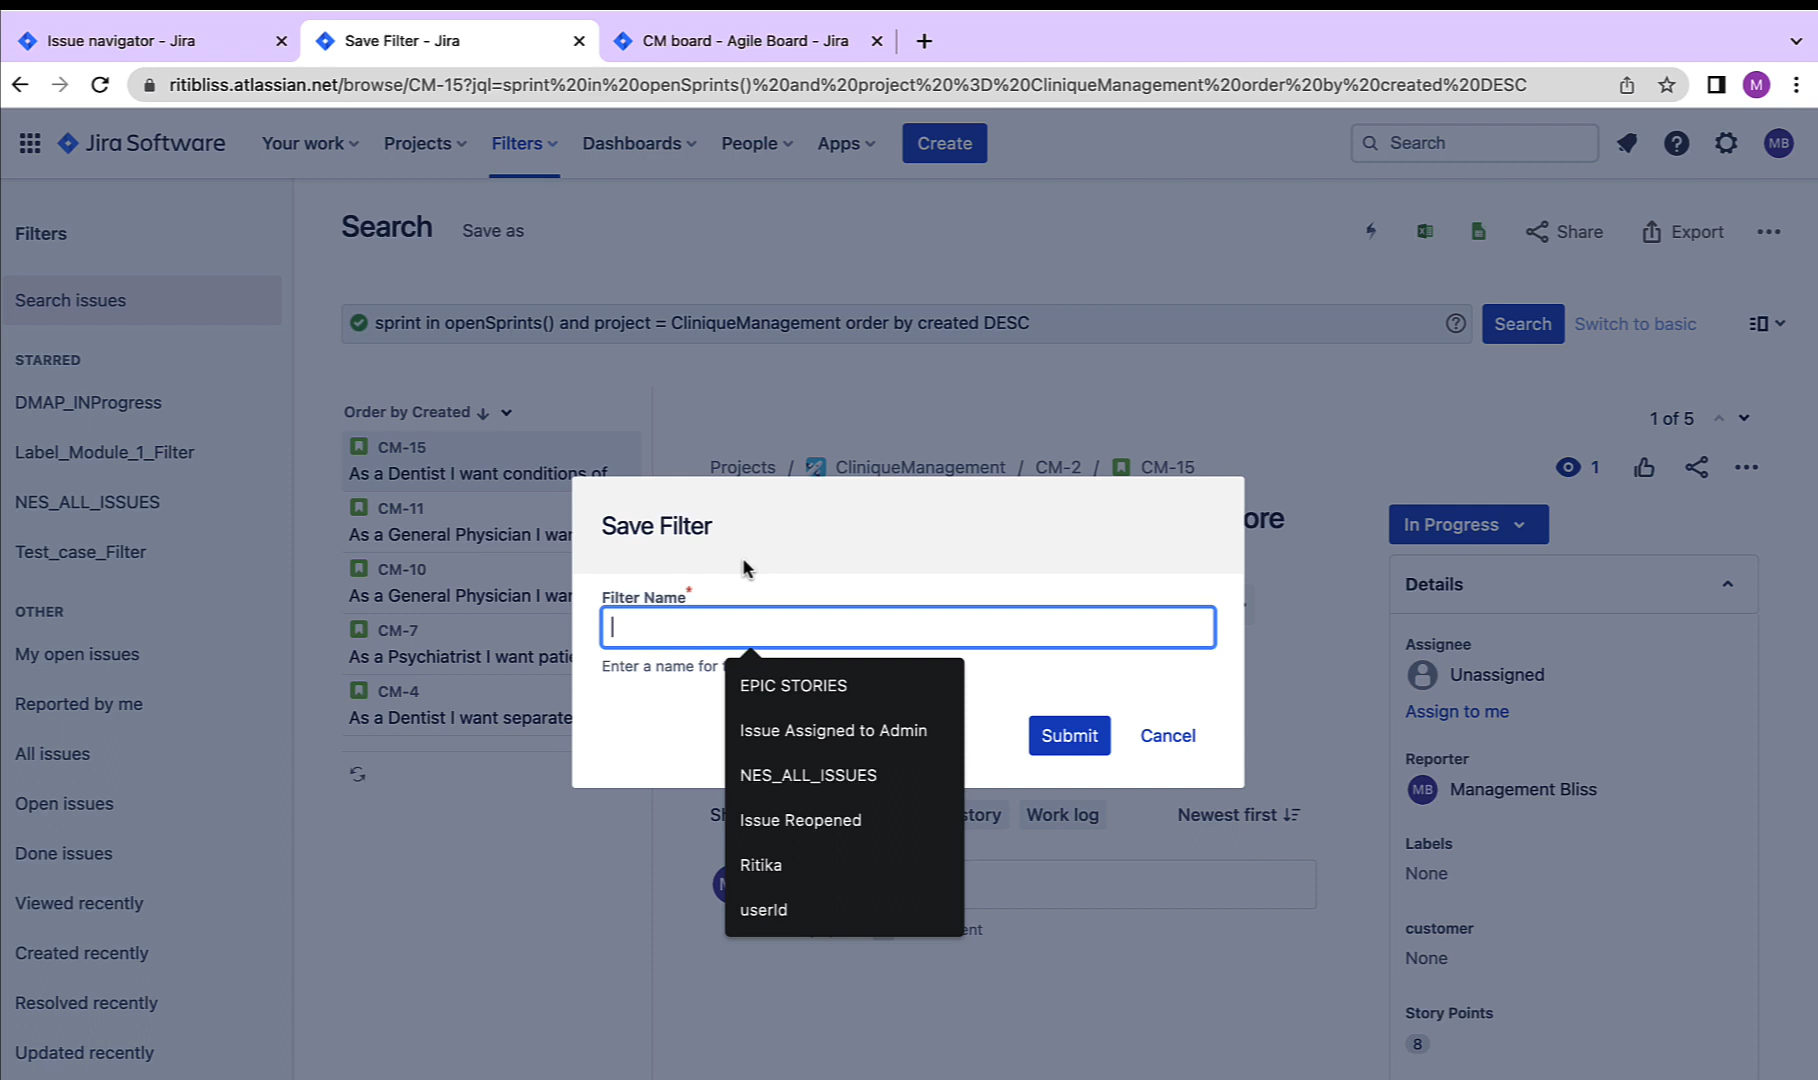 Issue navigator - Jira
Save Filter - Jira
CM board - Agile Board - Jira
ritibliss.atlassian.net/browse/CM-15?jql=sprint%20in%20openSprints()%20and%20project%20%3D%20CliniqueManagement%20order%20by%20created%20DESC
M
Jira Software
Your work
Projects
Filters
Dashboards
People
Apps
Create
Search
MB
Filters
Search issues
STARRED
DMAP_INProgress
Label_Module_1_Filter
NES_ALL_ISSUES
Test_case_Filter
OTHER
My open issues
Reported by me
All issues
Open issues
Done issues
Viewed recently
Created recently
Resolved recently
Updated recently
Search
Save as
Share
Export
sprint in openSprints() and project = CliniqueManagement order by created DESC
Search
Switch to basic
Order by Created
CM-15
As a Dentist I want conditions of
CM-11
As a General Physician I wan
CM-10
As a General Physician I wan
CM-7
As a Psychiatrist I want patie
CM-4
As a Dentist I want separate
1 of 5
Projects / CliniqueManagement / CM-2 / CM-15
1
ore
Save Filter
Filter Name*
Enter a name for
EPIC STORIES
Issue Assigned to Admin
NES_ALL_ISSUES
Issue Reopened
Ritika
userId
Submit
Cancel
story
Work log
Newest first
ent
In Progress
Details
Assignee
Unassigned
Assign to me
Reporter
MB
Management Bliss
Labels
None
customer
None
Story Points
8